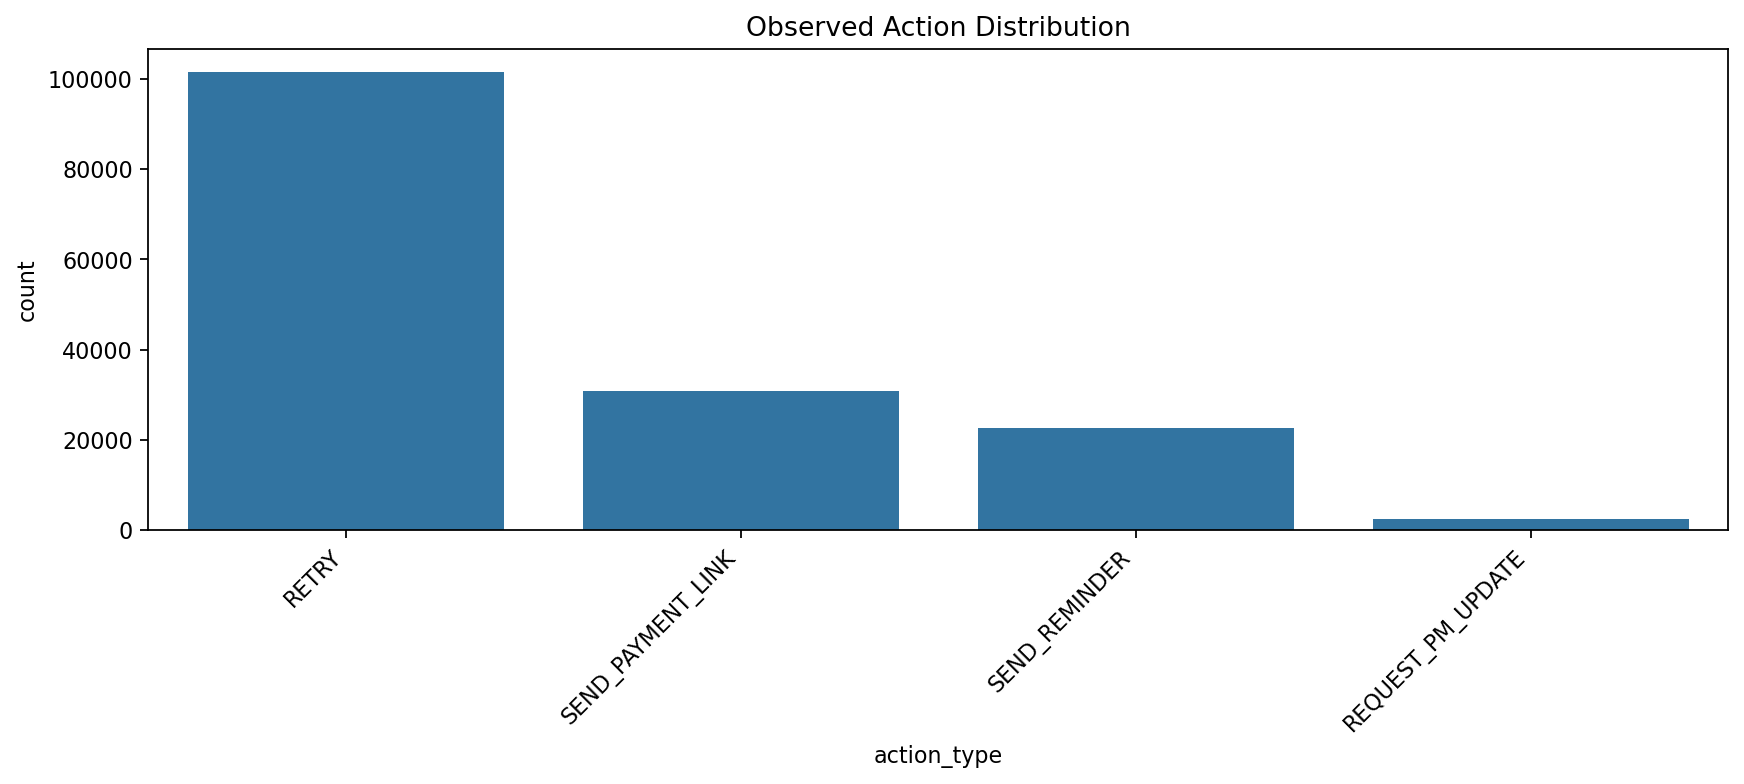 Observed Action Distribution
100000
80000
60000
40000
20000
0
count
RETRY
SEND_PAYMENT_LINK
SEND_REMINDER
REQUEST_PM_UPDATE
action_type